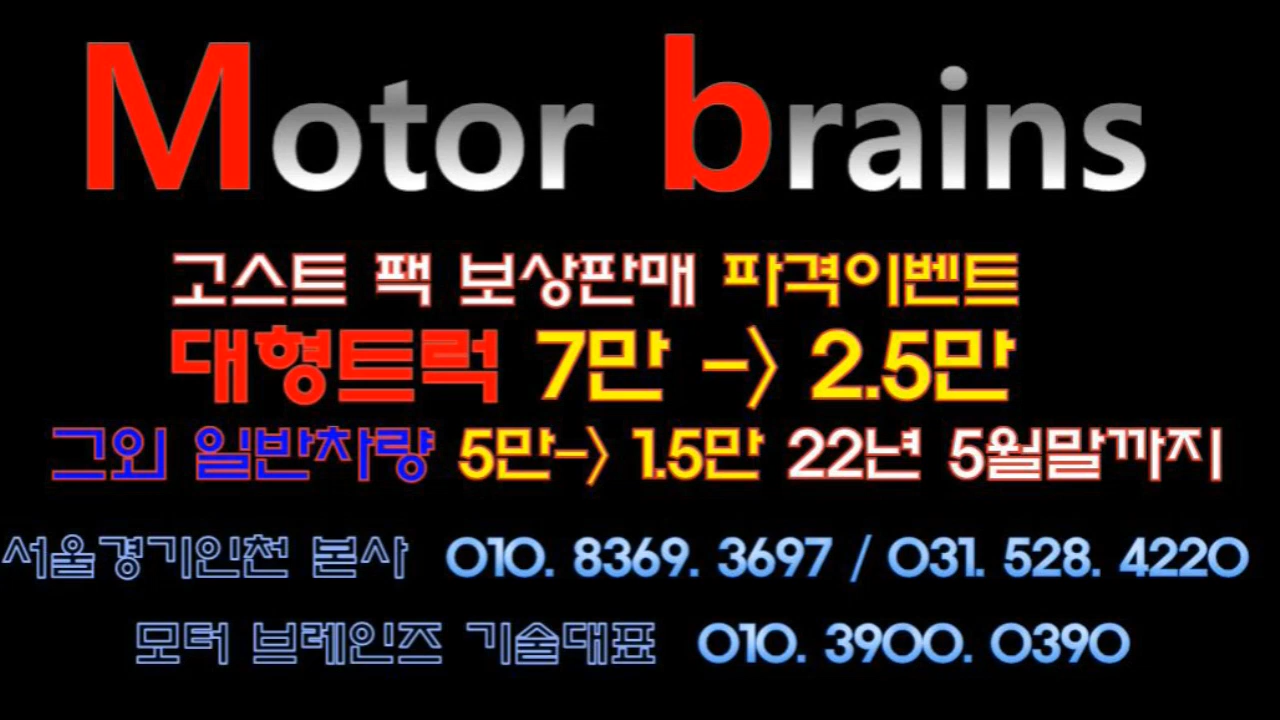 Motor brains
고스트 팩 보상판매 파격이벤트
대형트럭 7만 -> 2.5만
그외 일반차량 5만-> 1.5만 22년 5월말까지
서울경기인천 본사 010. 8369. 3697 / 031. 528. 4220
모터 브레인즈 기술대표 010. 3900. 0390